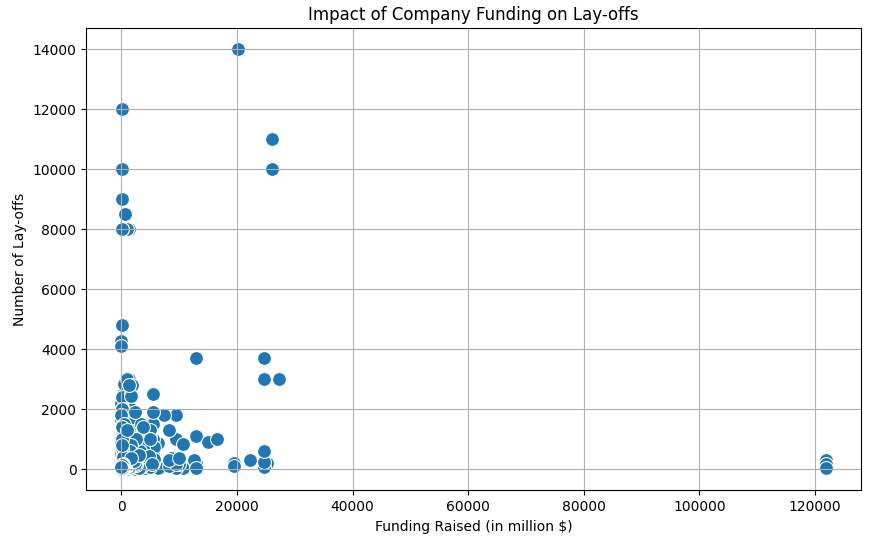 Impact of Company Funding on Lay-offs
14000
12000
10000
8000
6000
4000
2000
0
Number of Lay-offs
0 20000 40000 60000 80000 100000 120000
Funding Raised (in million $)